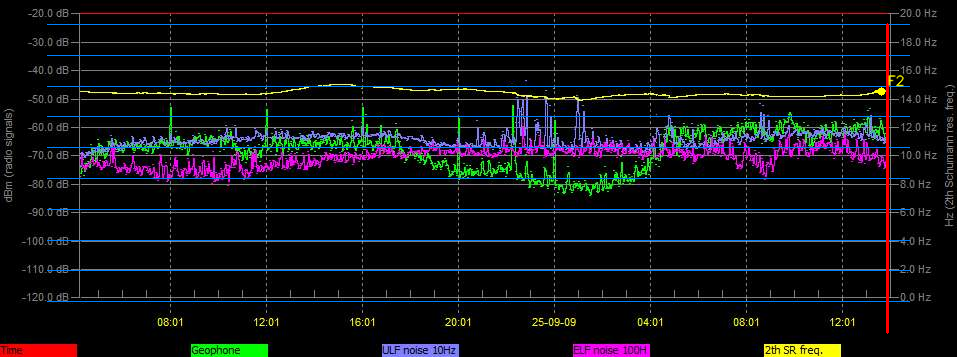 -20.0 dB 20.0 Hz
-30.0 dB 18.0 Hz
-40.0 dB 16.0 Hz
F2
-50.0 dB 14.0 Hz
-60.0 dB 12.0 Hz
-70.0 dB 10.0 Hz
-80.0 dB 8.0 Hz
-90.0 dB 6.0 Hz
-100.0 dB 4.0 Hz
-110.0 dB 2.0 Hz
-120.0 dB 0.0 Hz
dBm (radio signals)
Hz (2th Schumann res. freq.)
08:01 12:01 16:01 20:01 25-09-09 04:01 08:01 12:01
Time Geophone ULF noise 10Hz ELF noise 100H 2th SR freq.